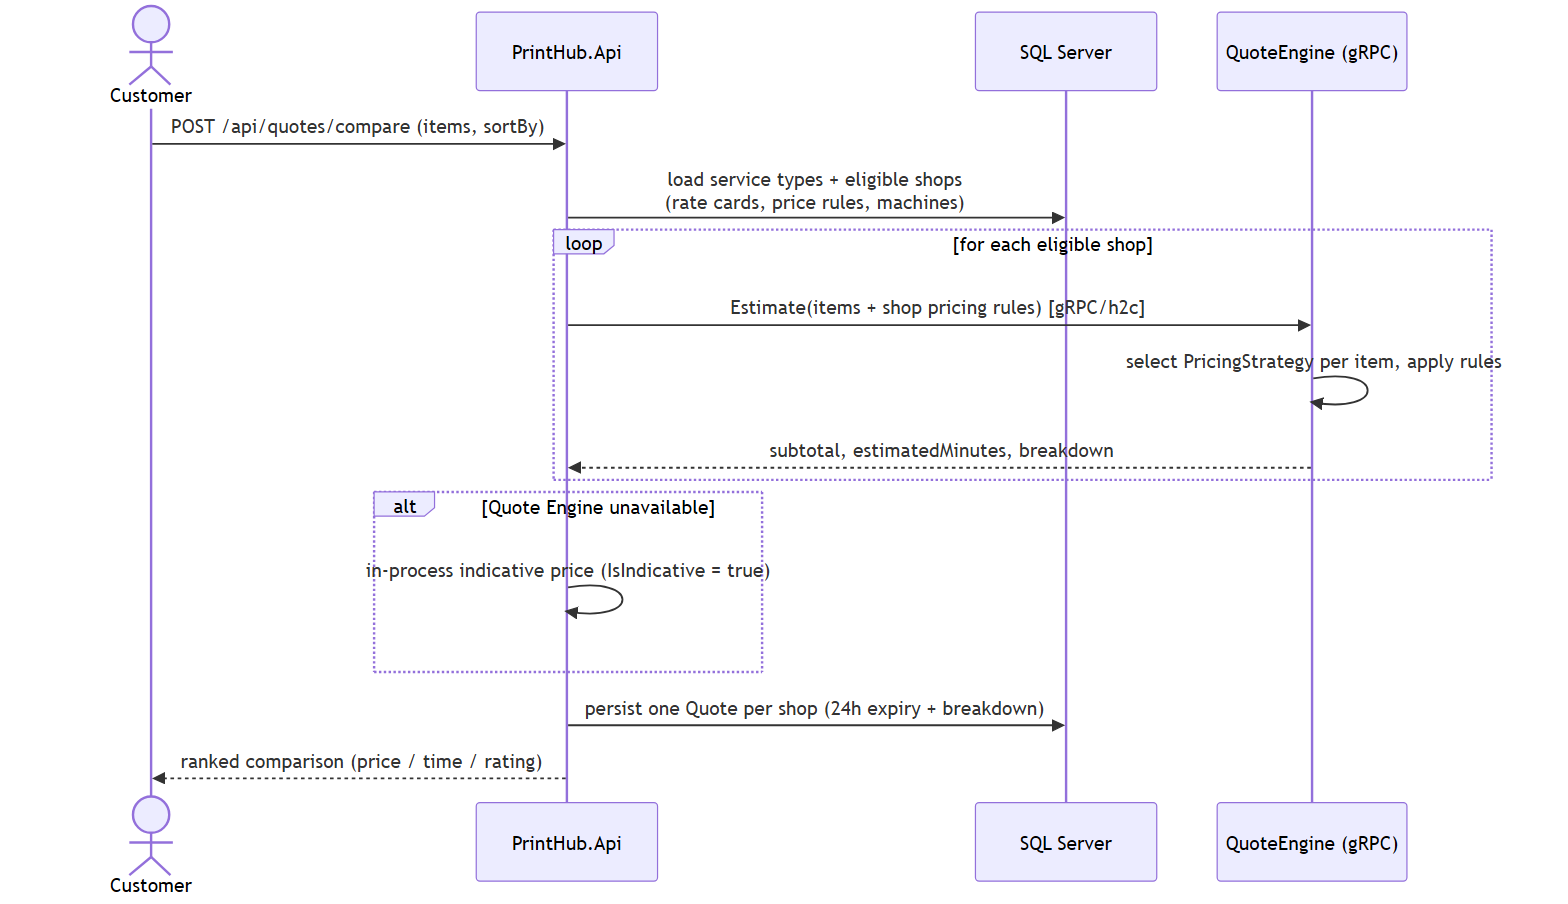 Customer
PrintHub.Api
SQL Server
QuoteEngine (gRPC)
POST /api/quotes/compare (items, sortBy)
load service types + eligible shops
(rate cards, price rules, machines)
loop
[for each eligible shop]
Estimate(items + shop pricing rules) [gRPC/h2c]
select PricingStrategy per item, apply rules
subtotal, estimatedMinutes, breakdown
alt
[Quote Engine unavailable]
in-process indicative price (IsIndicative = true)
persist one Quote per shop (24h expiry + breakdown)
ranked comparison (price / time / rating)
Customer
PrintHub.Api
SQL Server
QuoteEngine (gRPC)